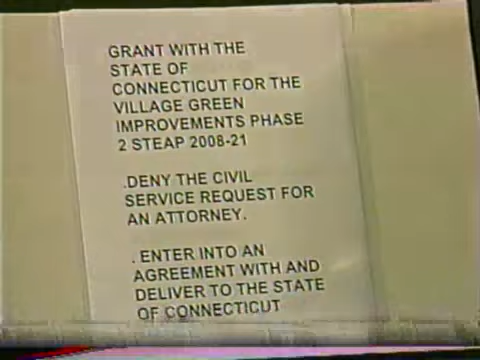 GRANT WITH THE
STATE OF
CONNECTICUT FOR THE
VILLAGE GREEN
IMPROVEMENTS PHASE
2 STEAP 2008-21
.DENY THE CIVIL
SERVICE REQUEST FOR
AN ATTORNEY.
. ENTER INTO AN
AGREEMENT WITH AND
DELIVER TO THE STATE
OF CONNECTICUT